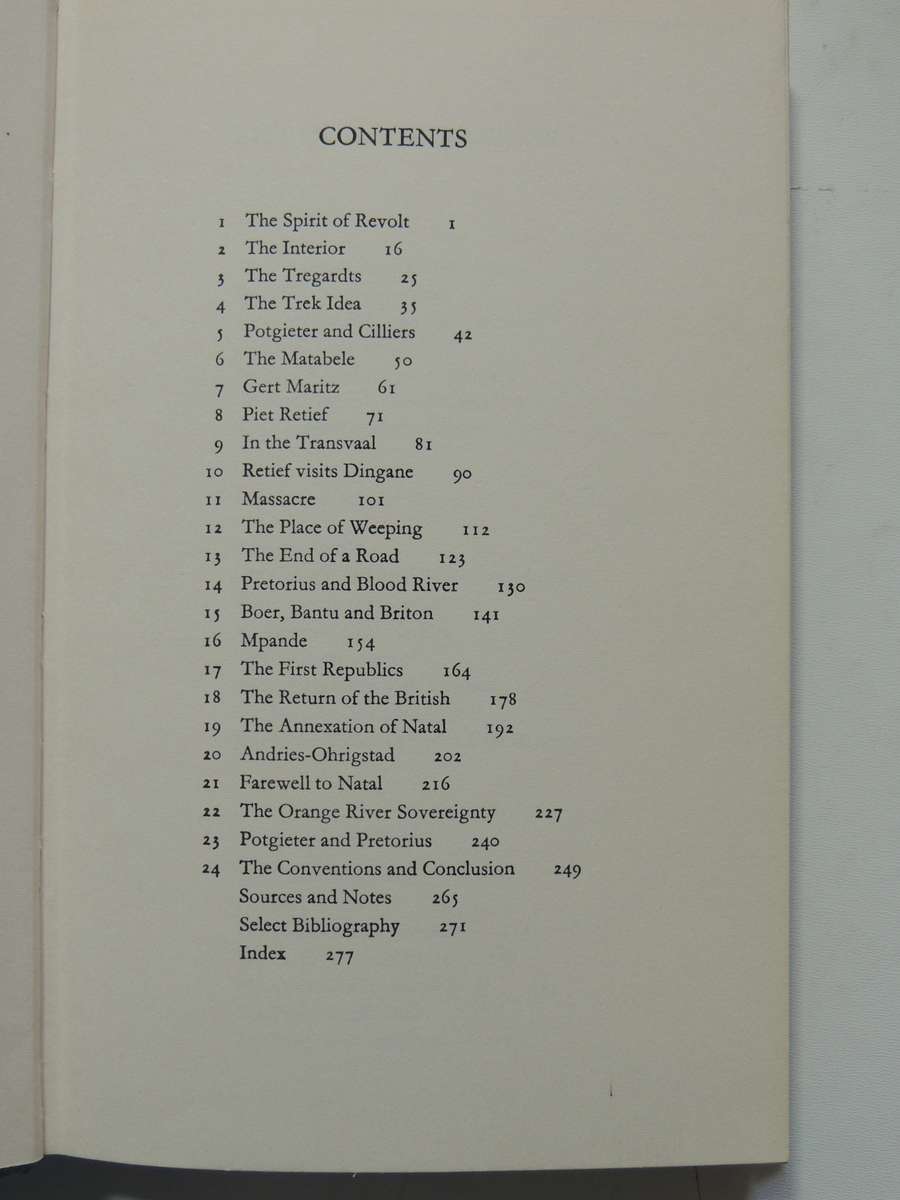 CONTENTS
1 The Spirit of Revolt 1
2 The Interior 16
3 The Tregardts 25
4 The Trek Idea 35
5 Potgieter and Cilliers 42
6 The Matabele 50
7 Gert Maritz 61
8 Piet Retief 71
9 In the Transvaal 81
10 Retief visits Dingane 90
11 Massacre 101
12 The Place of Weeping 112
13 The End of a Road 123
14 Pretorius and Blood River 130
15 Boer, Bantu and Briton 141
16 Mpande 154
17 The First Republics 164
18 The Return of the British 178
19 The Annexation of Natal 192
20 Andries-Ohrigstad 202
21 Farewell to Natal 216
22 The Orange River Sovereignty 227
23 Potgieter and Pretorius 240
24 The Conventions and Conclusion 249
Sources and Notes 265
Select Bibliography 271
Index 277